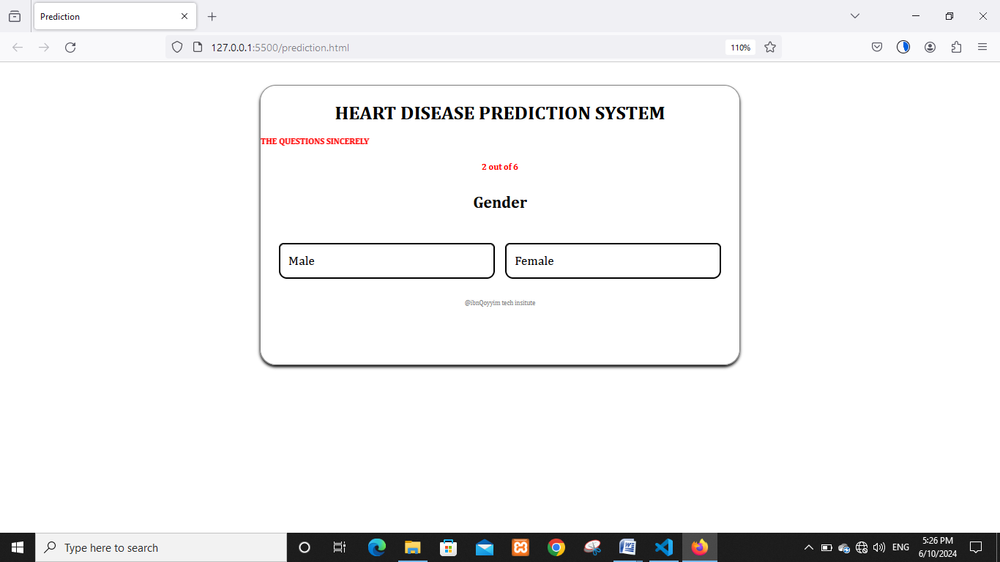 Prediction
127.0.0.1:5500/prediction.html
110%
HEART DISEASE PREDICTION SYSTEM
THE QUESTIONS SINCERELY
2 out of 6
Gender
Male
Female
@ibnQoyyim tech insitute
Type here to search
ENG
5:26 PM
6/10/2024